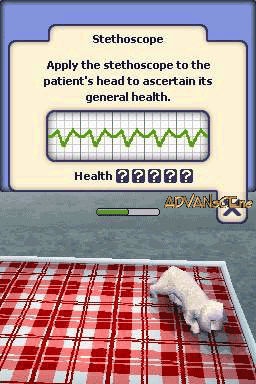 Stethoscope
Apply the stethoscope to the
patient's head to ascertain its
general health.
Health ? ? ? ? ?
ADVANsCEne